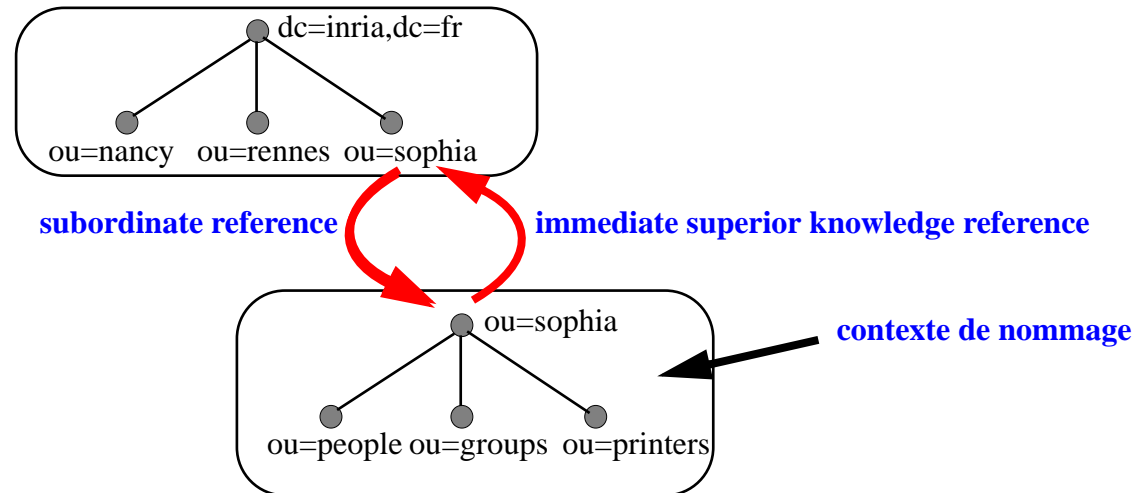 dc=inria,dc=fr
ou=nancy ou=rennes ou=sophia
subordinate reference
immediate superior knowledge reference
ou=sophia
contexte de nommage
ou=people ou=groups ou=printers